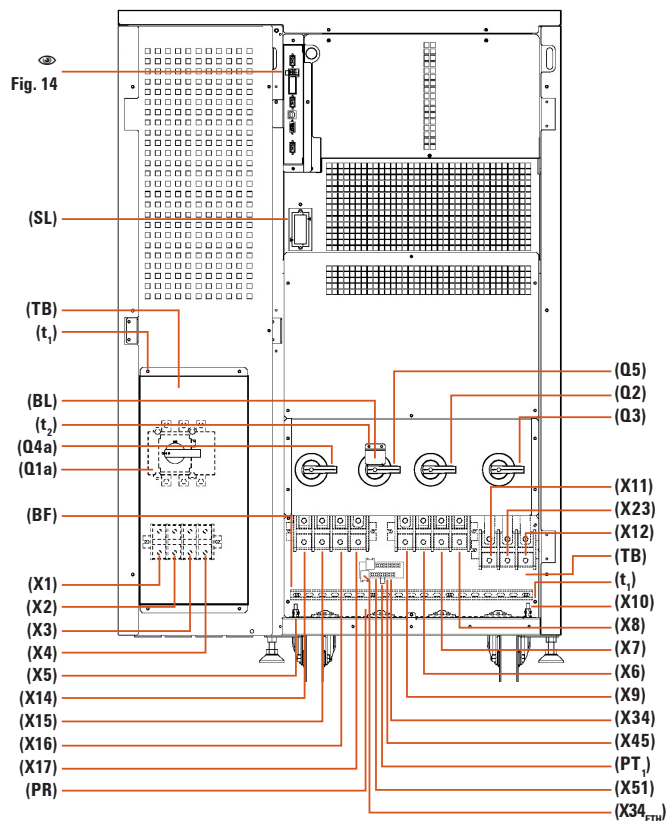 Fig. 14
(SL)
(TB)
(t1)
(BL)
(t2)
(Q4a)
(Q1a)
(BF)
(X1)
(X2)
(X3)
(X4)
(X5)
(X14)
(X15)
(X16)
(X17)
(PR)
(Q5)
(Q2)
(Q3)
(X11)
(X23)
(X12)
(TB)
(t1)
(X10)
(X8)
(X7)
(X6)
(X9)
(X34)
(X45)
(PT1)
(X51)
(X34ETH)